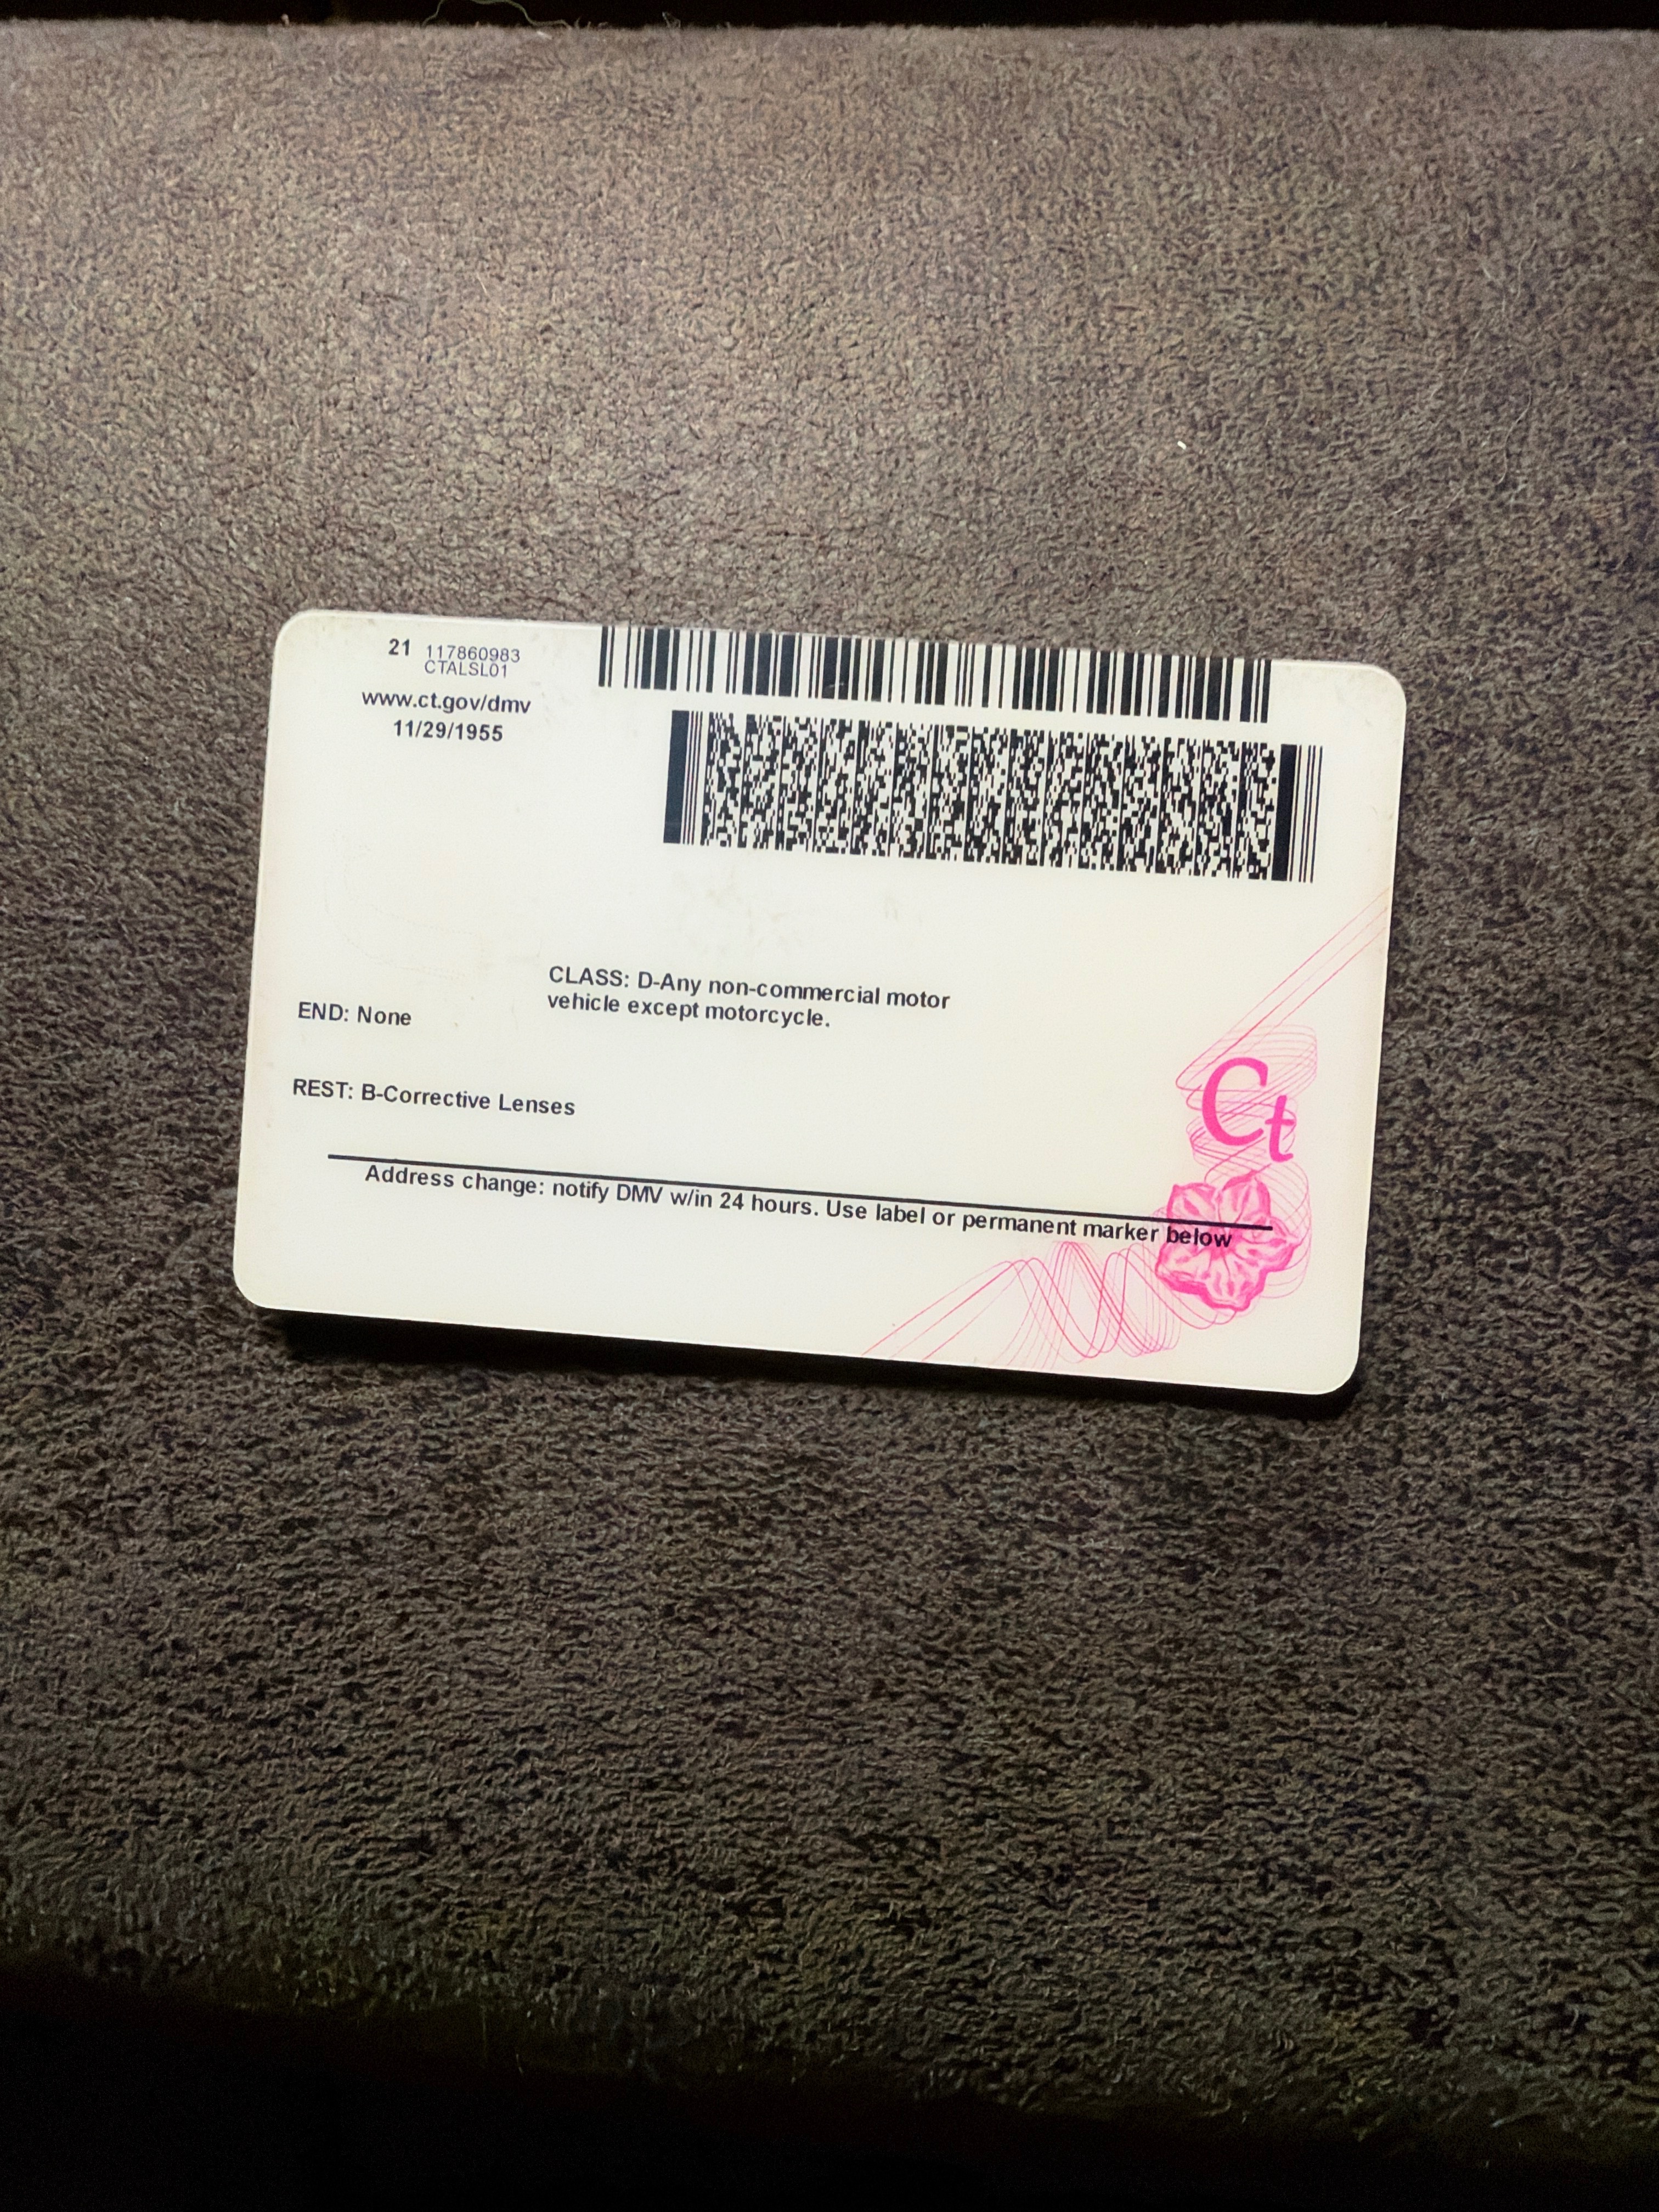 21 117860983
CTALSL01
www.ct.gov/dmv
11/29/1955
CLASS: D-Any non-commercial motor
vehicle except motorcycle.
END: None
REST: B-Corrective Lenses
Ct
Address change: notify DMV w/in 24 hours. Use label or permanent marker below